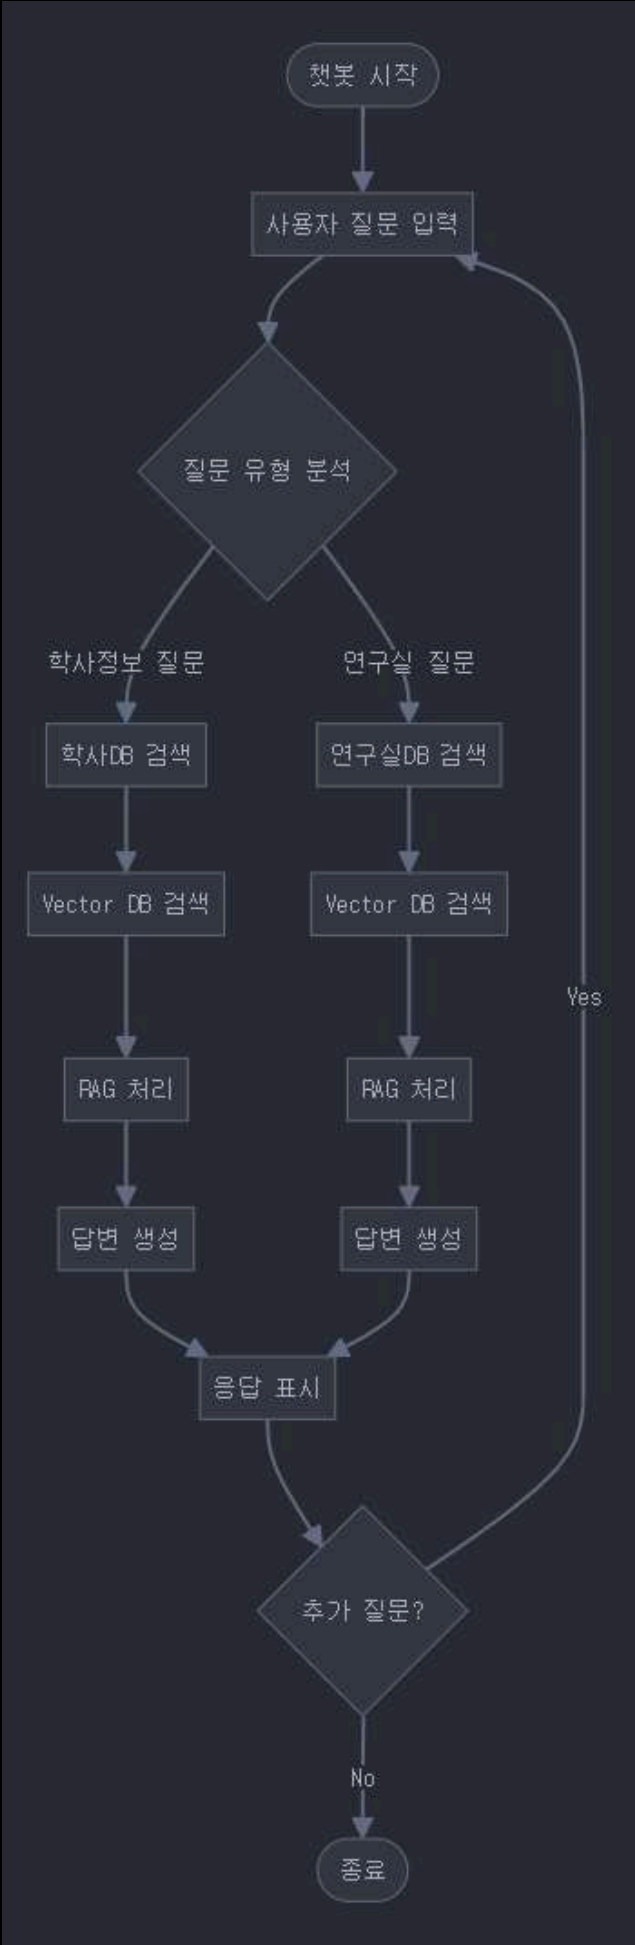 챗봇 시작
사용자 질문 입력
질문 유형 분석
학사정보 질문
연구실 질문
학사DB 검색
연구실DB 검색
Vector DB 검색
Vector DB 검색
Yes
RAG 처리
RAG 처리
답변 생성
답변 생성
응답 표시
추가 질문?
No
종료